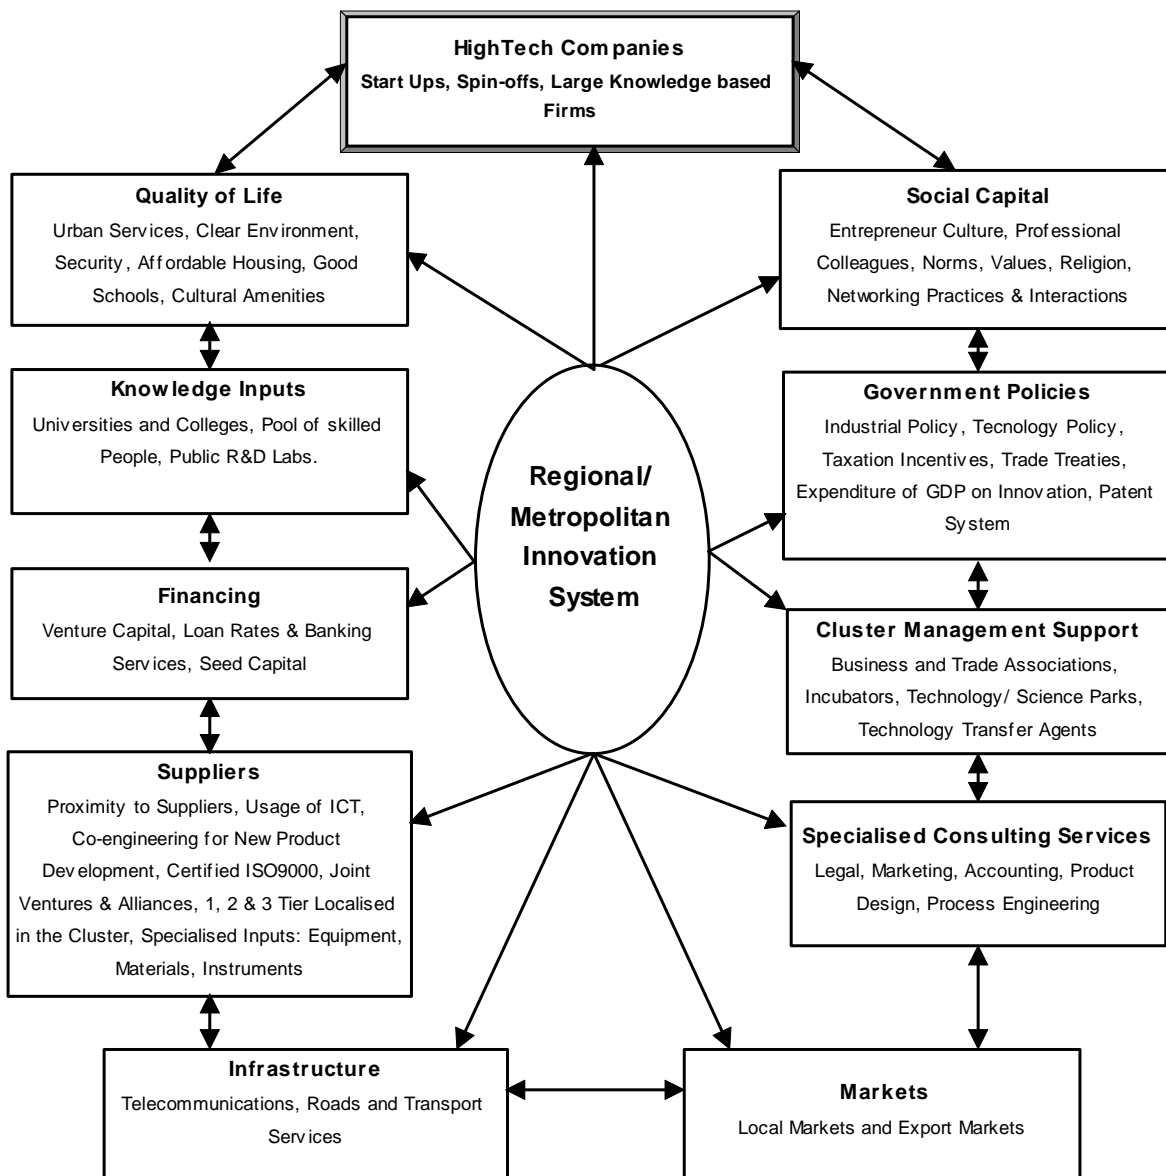 HighTech Companies
Start Ups, Spin-offs, Large Knowledge based
Firms
Quality of Life
Urban Services, Clear Environment,
Security, Affordable Housing, Good
Schools, Cultural Amenities
Social Capital
Entrepreneur Culture, Professional
Colleagues, Norms, Values, Religion,
Networking Practices & Interactions
Knowledge Inputs
Universities and Colleges, Pool of skilled
People, Public R&D Labs.
Government Policies
Industrial Policy, Tecnology Policy,
Taxation Incentives, Trade Treaties,
Expenditure of GDP on Innovation, Patent
System
Regional/
Metropolitan
Innovation
System
Financing
Venture Capital, Loan Rates & Banking
Services, Seed Capital
Cluster Management Support
Business and Trade Associations,
Incubators, Technology/ Science Parks,
Technology Transfer Agents
Suppliers
Proximity to Suppliers, Usage of ICT,
Co-engineering for New Product
Development, Certified ISO9000, Joint
Ventures & Alliances, 1, 2 & 3 Tier Localised
in the Cluster, Specialised Inputs: Equipment,
Materials, Instruments
Specialised Consulting Services
Legal, Marketing, Accounting, Product
Design, Process Engineering
Infrastructure
Telecommunications, Roads and Transport
Services
Markets
Local Markets and Export Markets